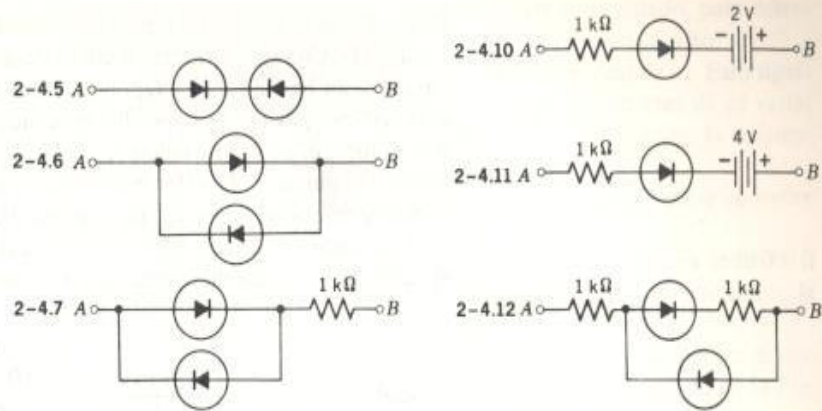 2-4.5 A B
2-4.6 A B
2-4.7 A 1 kΩ B
2-4.10 A 1 kΩ 2 V - + B
2-4.11 A 1 kΩ 4 V - + B
2-4.12 A 1 kΩ 1 kΩ B